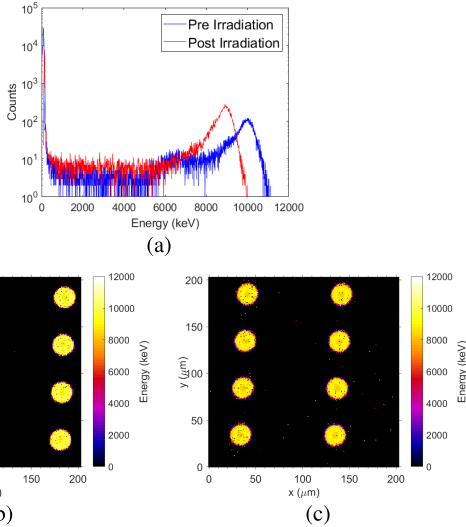 10^5
10^4
10^3
10^2
10^1
10^0
Counts
Pre Irradiation
Post Irradiation
0 2000 4000 6000 8000 10000 12000
Energy (keV)
(a)
12000
10000
8000
6000
4000
2000
0
Energy (keV)
150 200
200
150
100
50
0
y (μm)
0 50 100 150 200
x (μm)
12000
10000
8000
6000
4000
2000
0
Energy (keV)
(c)